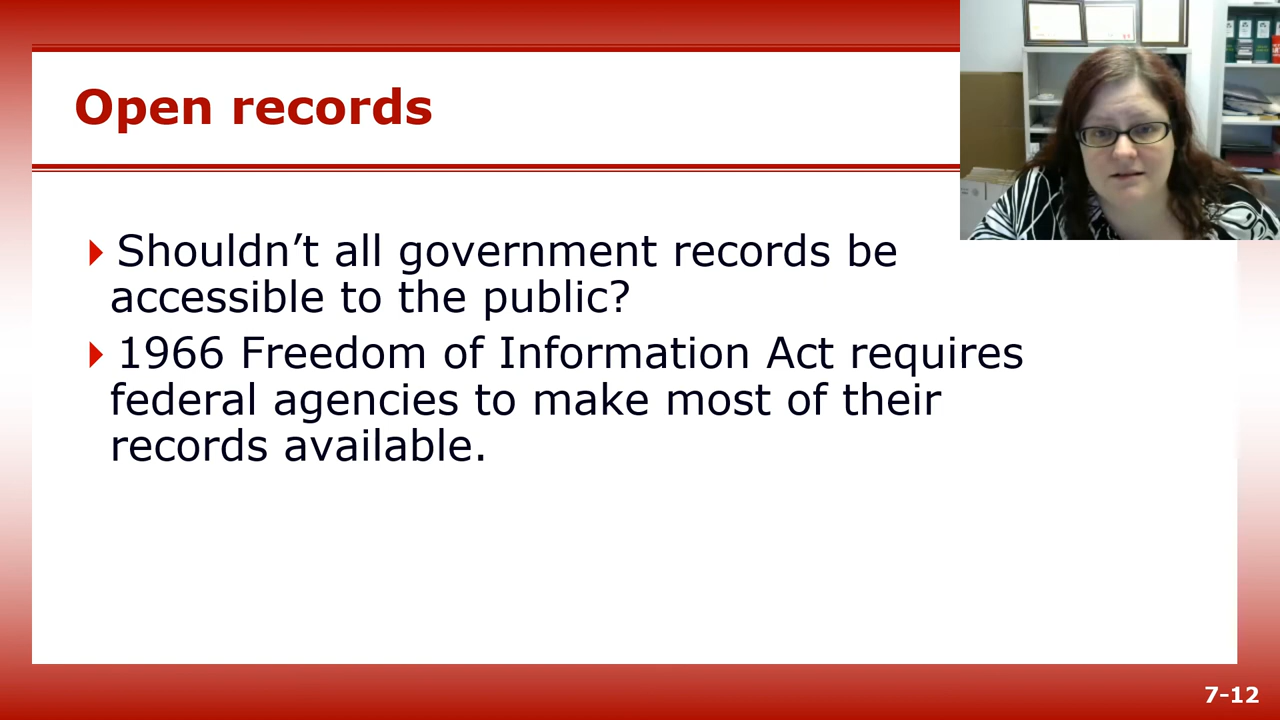 Open records
Shouldn’t all government records be
accessible to the public?
1966 Freedom of Information Act requires
federal agencies to make most of their
records available.
7-12